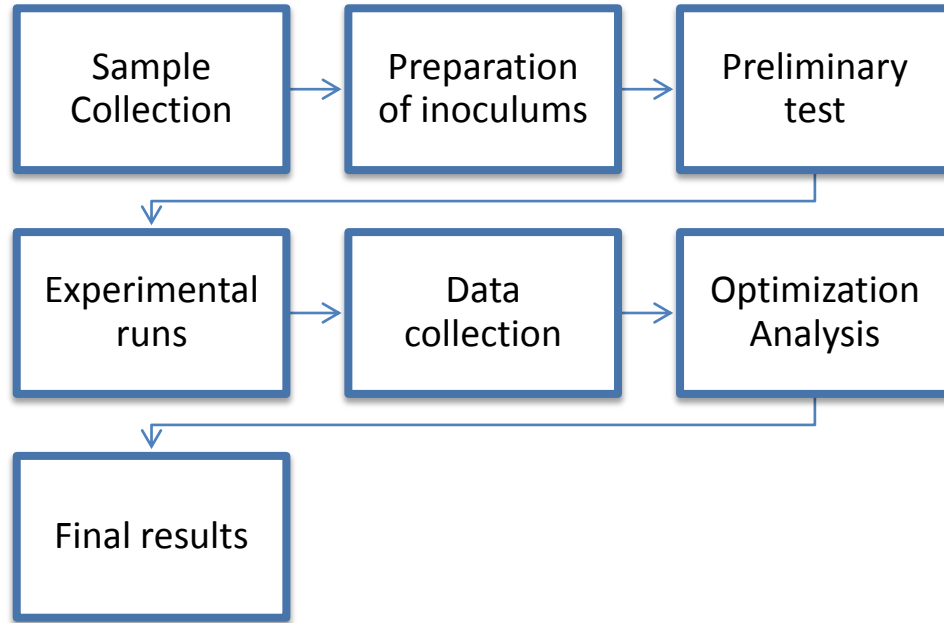 Sample
Collection
Preparation
of inoculums
Preliminary
test
Experimental
runs
Data
collection
Optimization
Analysis
Final results